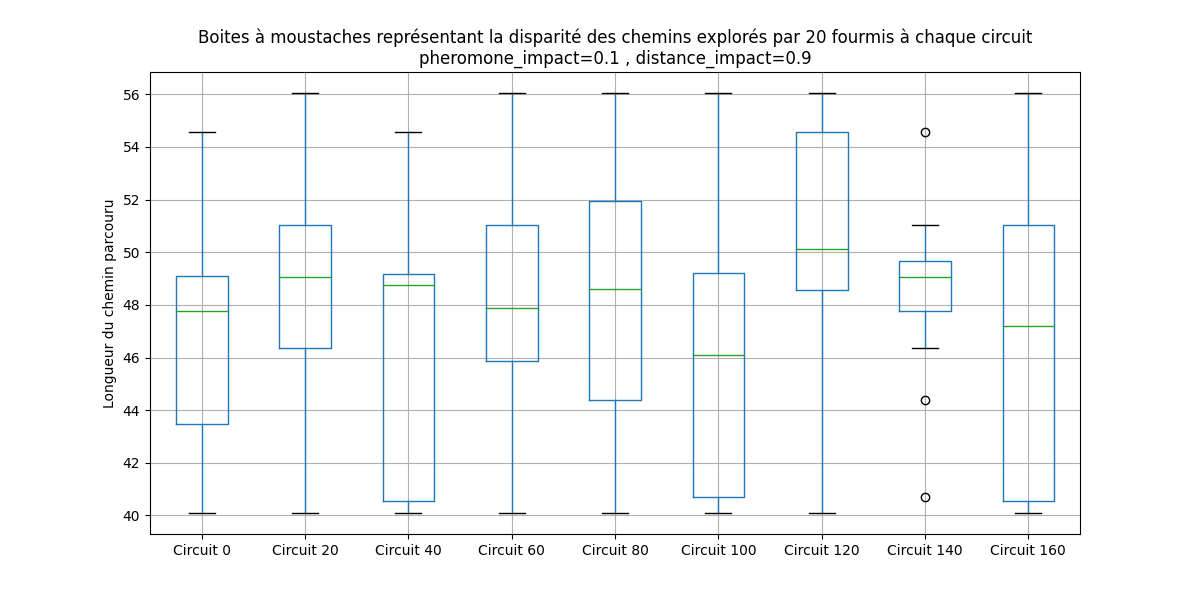 Boites à moustaches représentant la disparité des chemins explorés par 20 fourmis à chaque circuit
pheromone_impact=0.1 , distance_impact=0.9
Longueur du chemin parcouru
56
54
52
50
48
46
44
42
40
Circuit 0 Circuit 20 Circuit 40 Circuit 60 Circuit 80 Circuit 100 Circuit 120 Circuit 140 Circuit 160